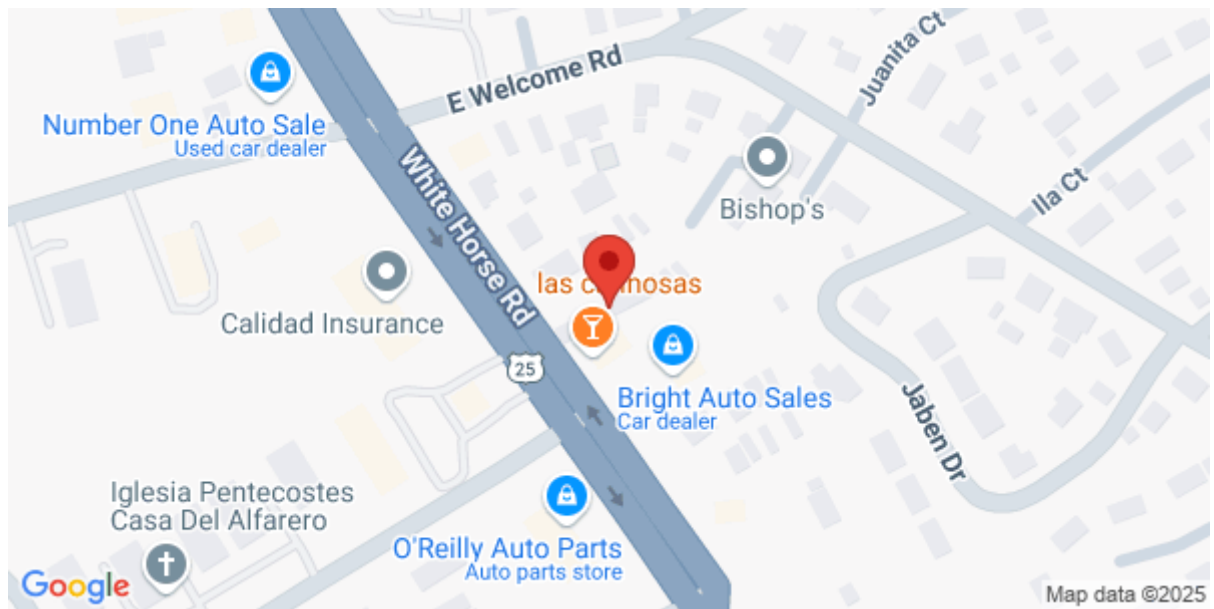 Juanita Ct
E Welcome Rd
Number One Auto Sale
Used car dealer
White Horse Rd
Bishop's
Ila Ct
las
Calidad Insurance
25
Bright Auto Sales
Car dealer
Jaben Dr
Iglesia Pentecostes
Casa Del Alfarero
O'Reilly Auto Parts
Auto parts store
Google
Map data ©2025